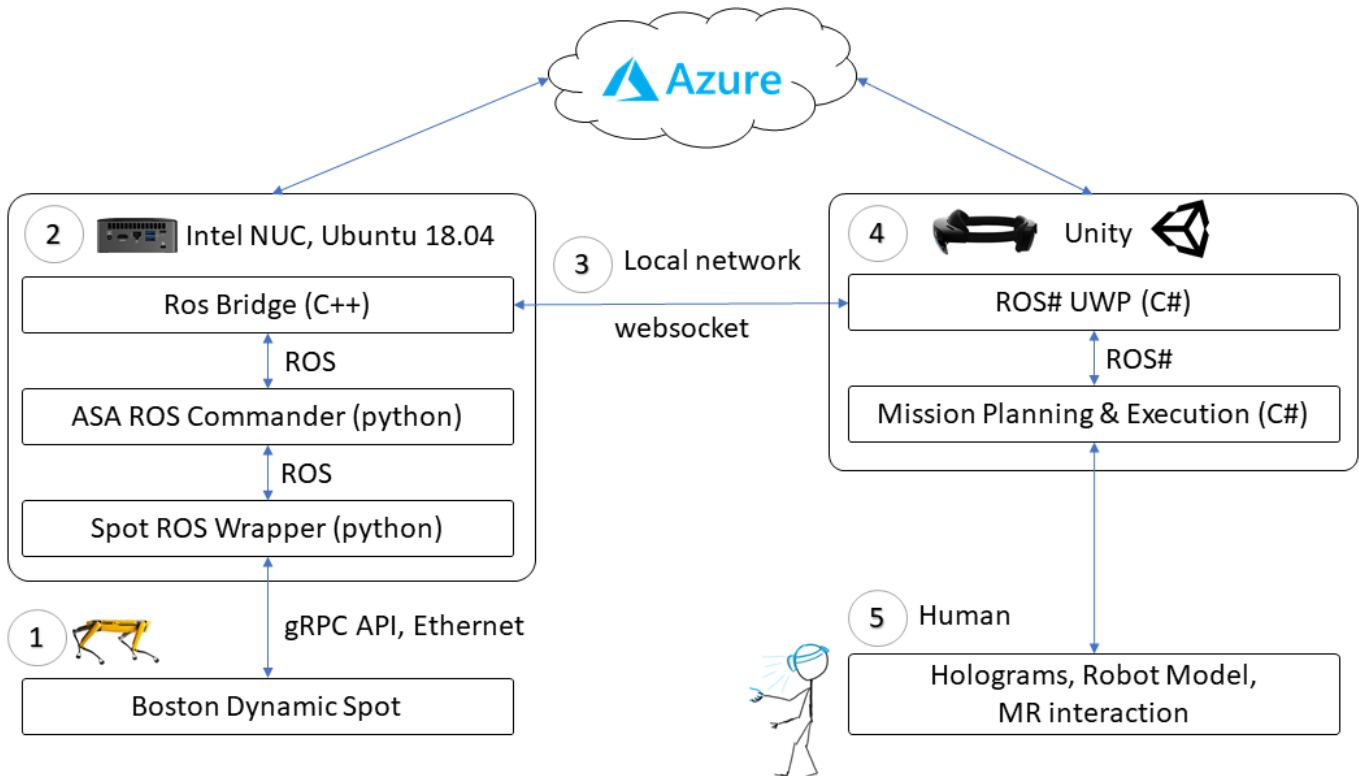 Azure
2
Intel NUC, Ubuntu 18.04
Ros Bridge (C++)
ROS
ASA ROS Commander (python)
ROS
Spot ROS Wrapper (python)
1
gRPC API, Ethernet
Boston Dynamic Spot
3
Local network
websocket
4
Unity
ROS# UWP (C#)
ROS#
Mission Planning & Execution (C#)
5
Human
Holograms, Robot Model,
MR interaction